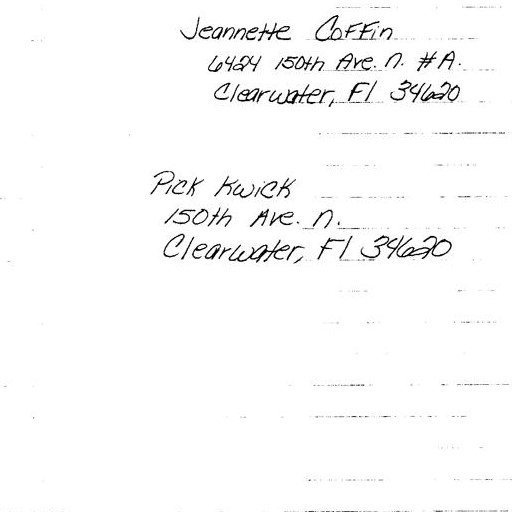 Jeannette Coffin
6424 150th Ave. N. #A.
Clearwater, Fl 34620
Pick Kwick
150th Ave. N.
Clearwater, Fl 34620